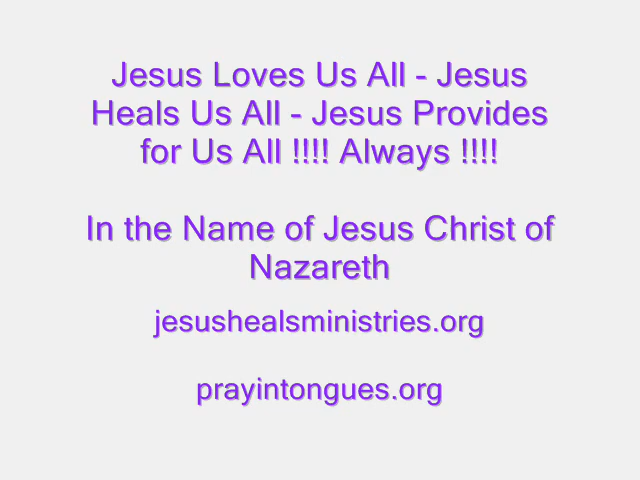 Jesus Loves Us All - Jesus
Heals Us All - Jesus Provides
for Us All !!!! Always !!!!
In the Name of Jesus Christ of
Nazareth
jesushealsministries.org
prayintongues.org